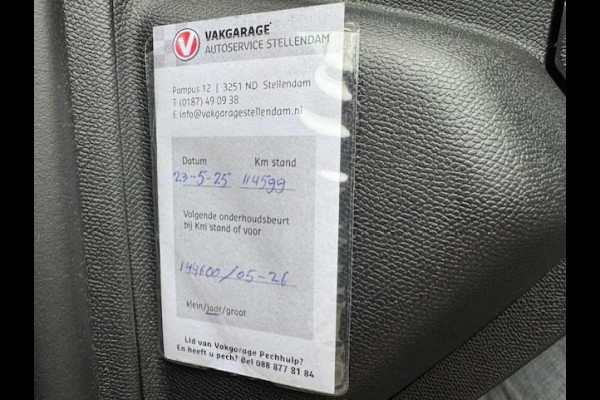 VAKGARAGE
AUTOSERVICE STELLENDAM
Pampus 12 | 3251 ND Stellendam
T (0187) 49 09 38
E info@vakgaragestellendam.nl
Datum Km stand
23-5-25 114599
Volgende onderhoudsbeurt
bij Km stand of voor
144600/05-26
klein/jaar/groot
Lid van Vakgarage Pechhulp?
En heeft u pech? Bel 088 877 81 84